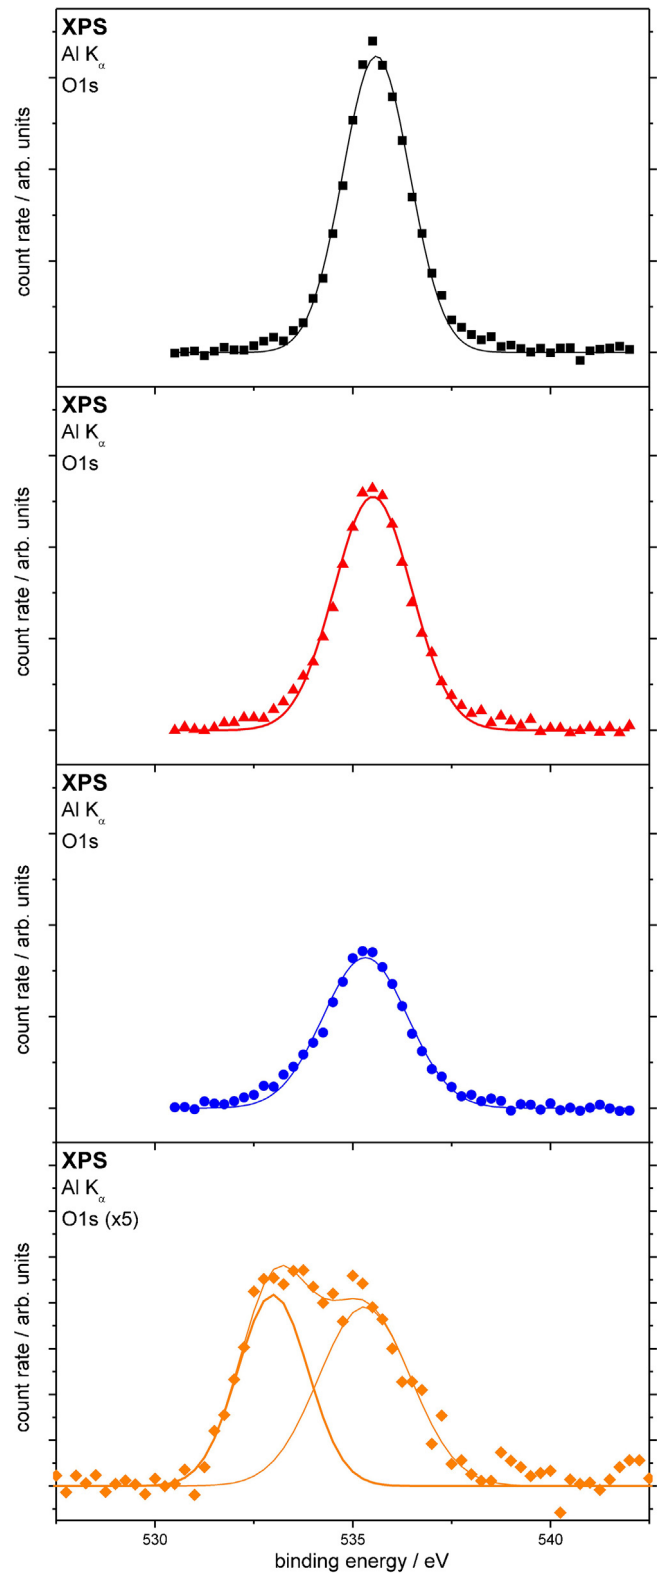 XPS
Al Kα
O1s
count rate / arb. units
XPS
Al Kα
O1s
count rate / arb. units
XPS
Al Kα
O1s
count rate / arb. units
XPS
Al Kα
O1s (x5)
count rate / arb. units
530 535 540
binding energy / eV